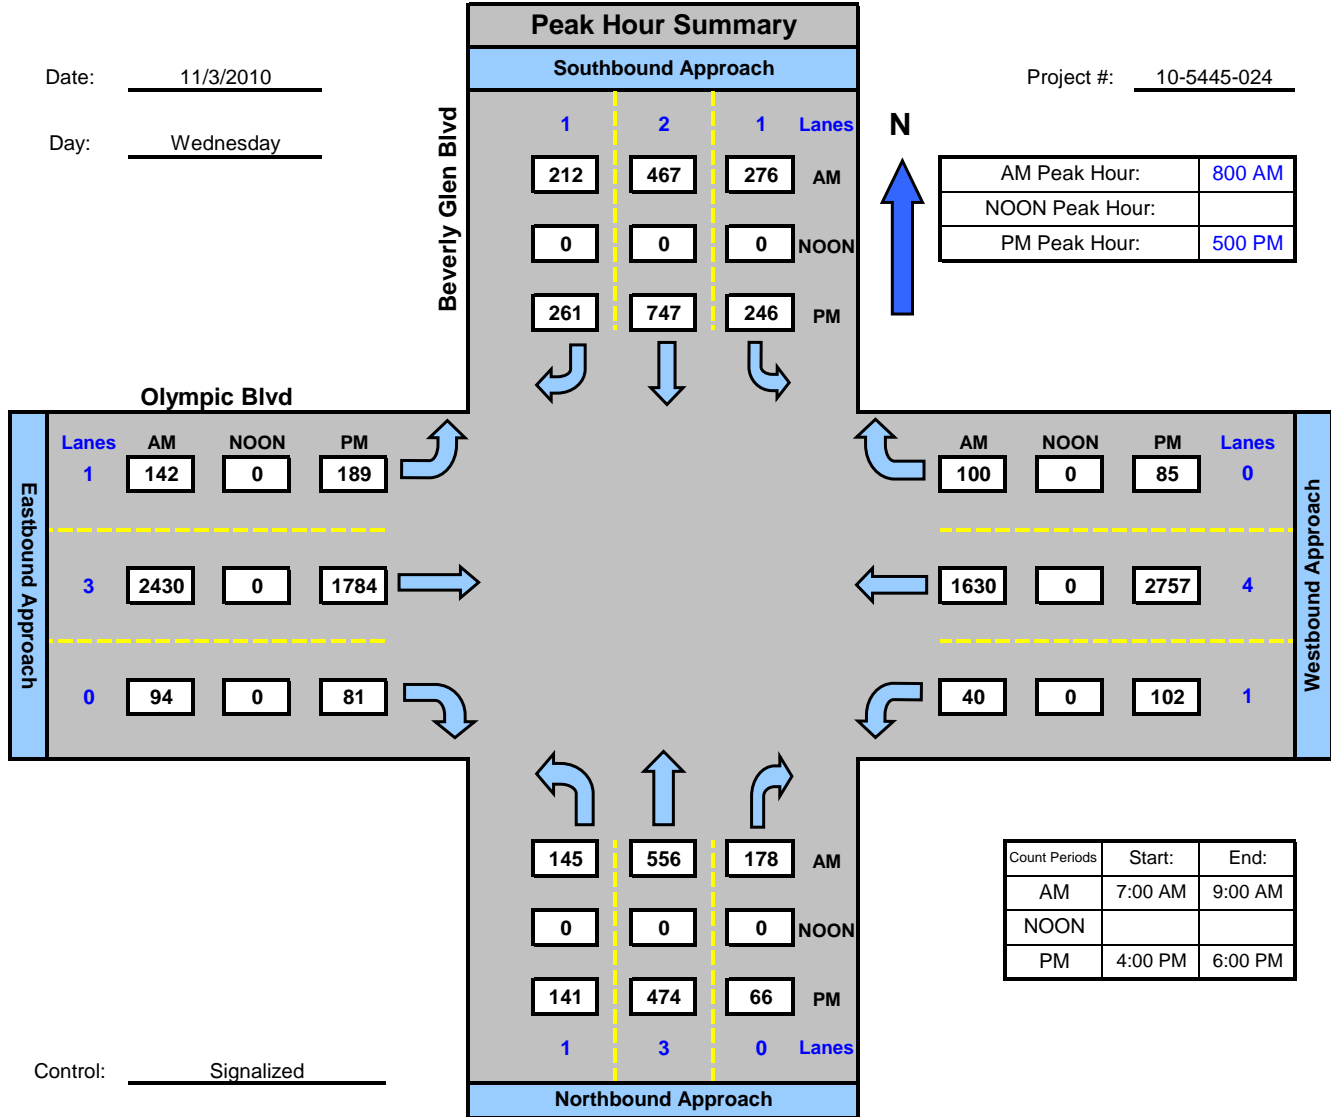 Peak Hour Summary
Southbound Approach
Date: 11/3/2010
Project #: 10-5445-024
Day: Wednesday
Beverly Glen Blvd
1 2 1 Lanes
212 467 276 AM
0 0 0 NOON
261 747 246 PM
N
AM Peak Hour: 800 AM
NOON Peak Hour:
PM Peak Hour: 500 PM
Olympic Blvd
Eastbound Approach
Lanes AM NOON PM
1 142 0 189
3 2430 0 1784
0 94 0 81
AM NOON PM Lanes
100 0 85 0
1630 0 2757 4
40 0 102 1
Westbound Approach
145 556 178 AM
0 0 0 NOON
141 474 66 PM
1 3 0 Lanes
Northbound Approach
Count Periods Start: End:
AM 7:00 AM 9:00 AM
NOON
PM 4:00 PM 6:00 PM
Control: Signalized